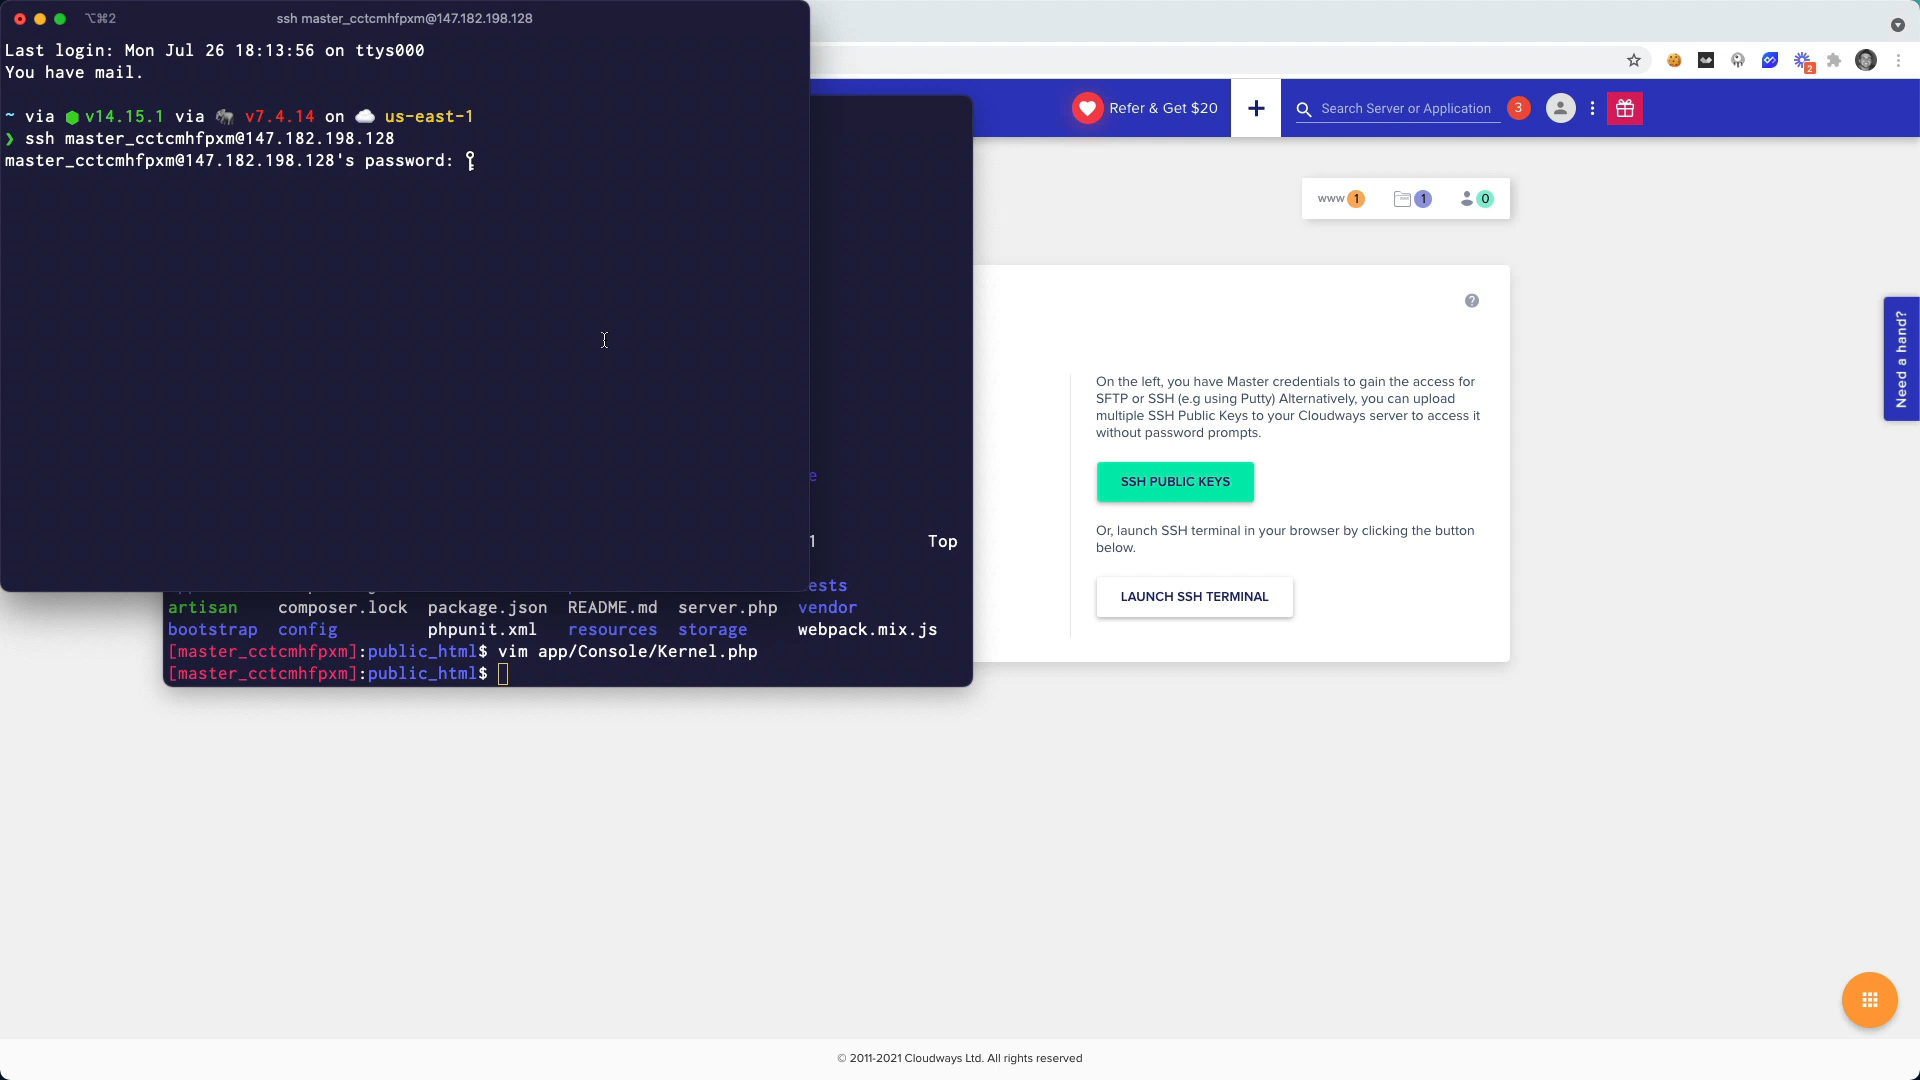 ⌥⌘2
ssh master_cctcmhfpxm@147.182.198.128
Last login: Mon Jul 26 18:13:56 on ttys000
You have mail.
~ via v14.15.1 via v7.4.14 on us-east-1
❯ ssh master_cctcmhfpxm@147.182.198.128
master_cctcmhfpxm@147.182.198.128's password:
e
1 Top
ests
artisan composer.lock package.json README.md server.php vendor
bootstrap config phpunit.xml resources storage webpack.mix.js
[master_cctcmhfpxm]:public_html$ vim app/Console/Kernel.php
[master_cctcmhfpxm]:public_html$
2
Refer & Get $20
+
Search Server or Application
3
www 1
1
0
?
On the left, you have Master credentials to gain the access for
SFTP or SSH (e.g using Putty) Alternatively, you can upload
multiple SSH Public Keys to your Cloudways server to access it
without password prompts.
SSH PUBLIC KEYS
Or, launch SSH terminal in your browser by clicking the button
below.
LAUNCH SSH TERMINAL
Need a hand?
© 2011-2021 Cloudways Ltd. All rights reserved